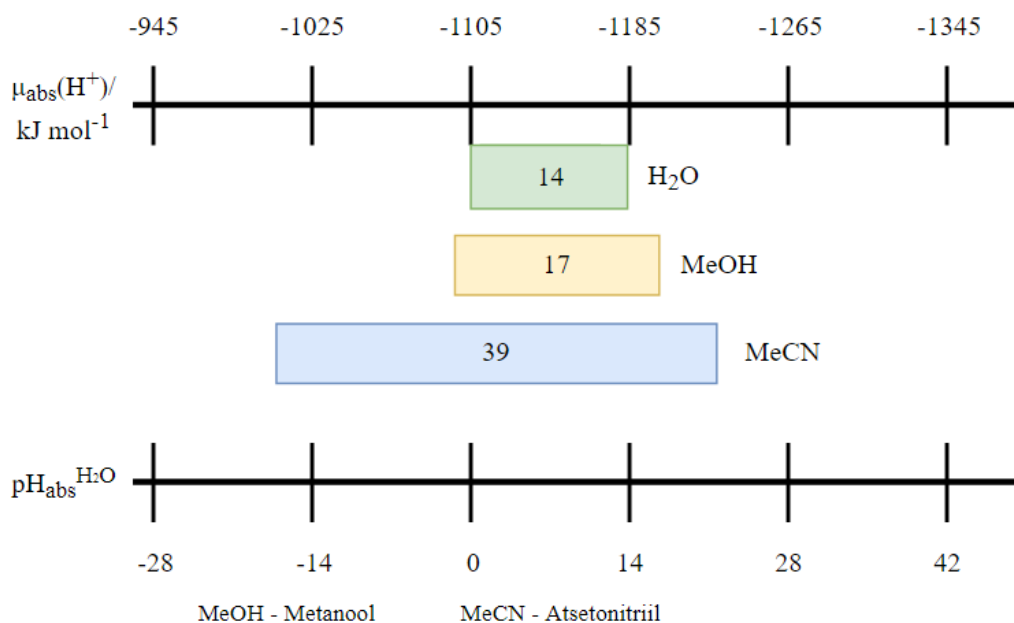 -945 -1025 -1105 -1185 -1265 -1345
μabs(H+)/
kJ mol-1
14 H2O
17 MeOH
39 MeCN
pHabsH2O
-28 -14 0 14 28 42
MeOH - Metanool MeCN - Atsetonitriil